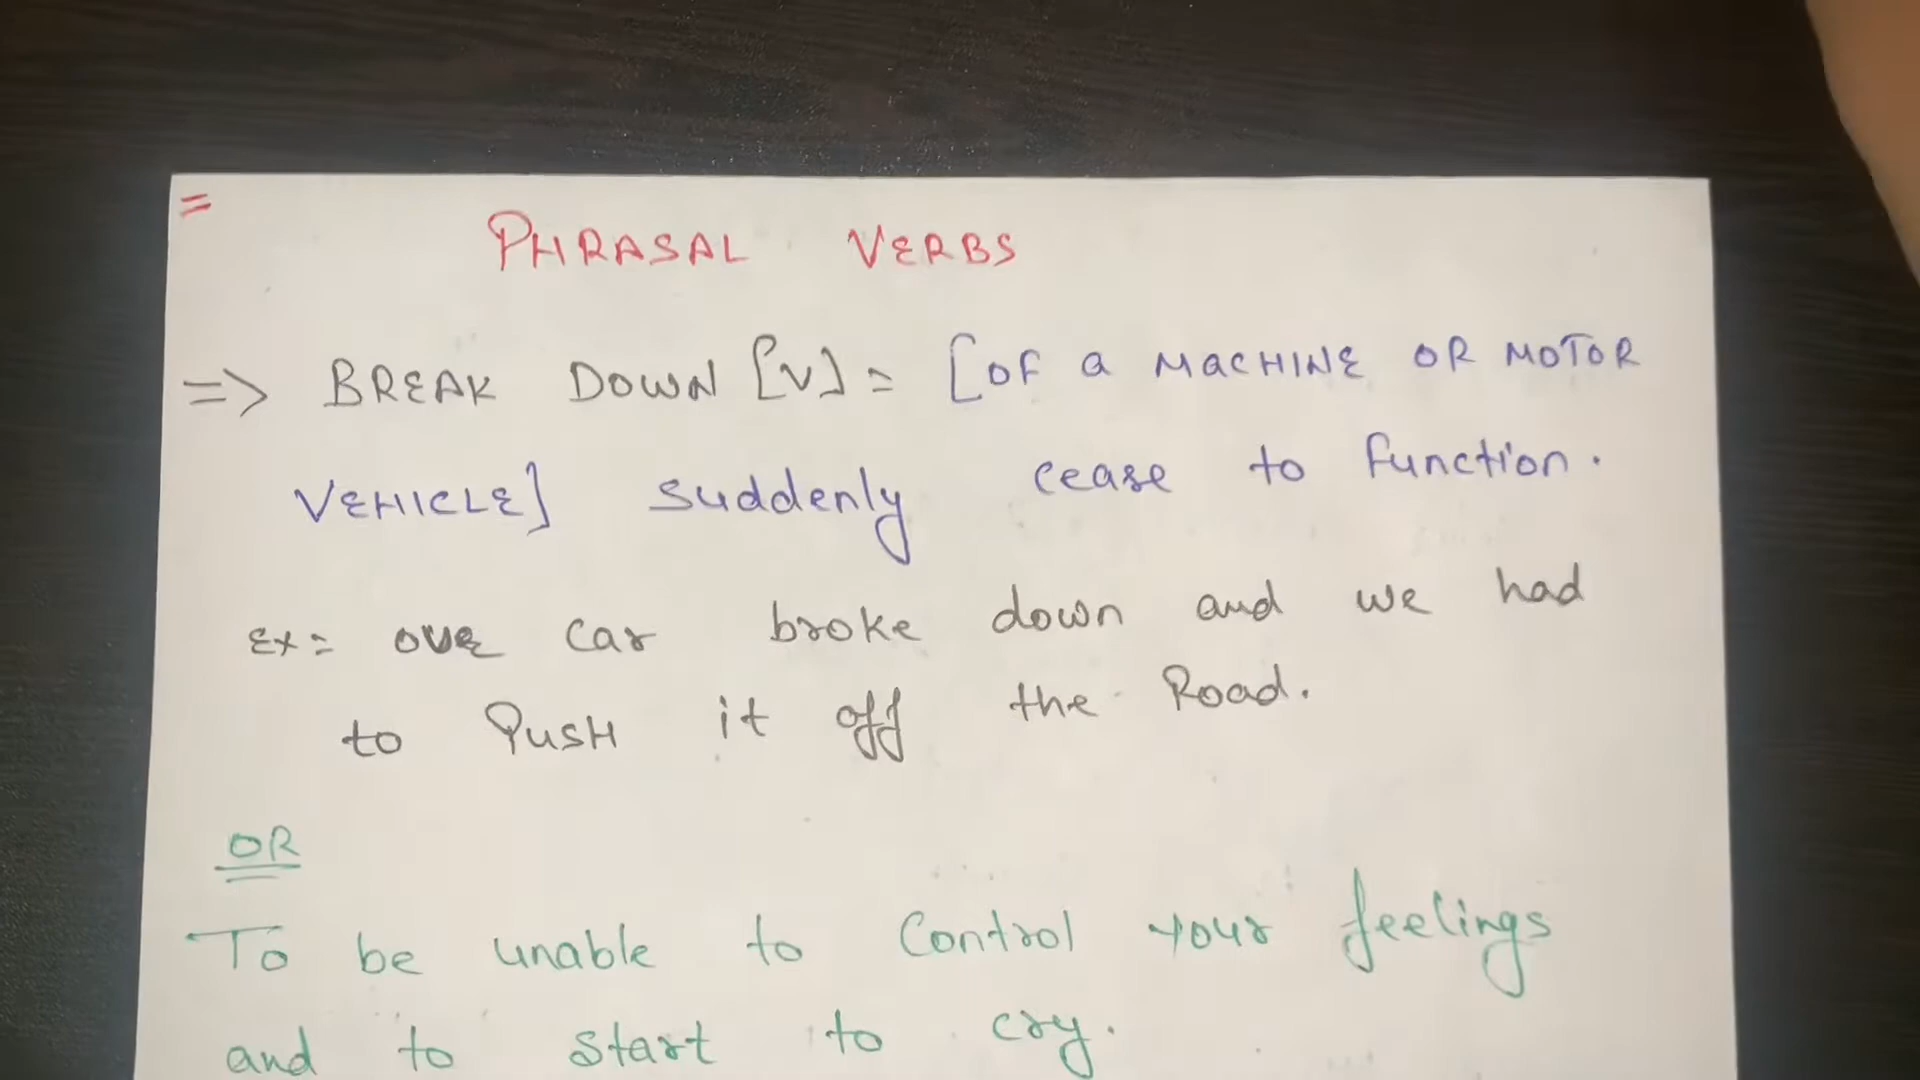 =
PHRASAL VERBS
=> BREAK DOWN [V] = [OF a MACHINE OR MOTOR
VEHICLE] suddenly cease to function.
Ex = OUR car broke down and we had
to PUSH it off the Road.
OR
To be unable to Control your feelings
and to start to cry.